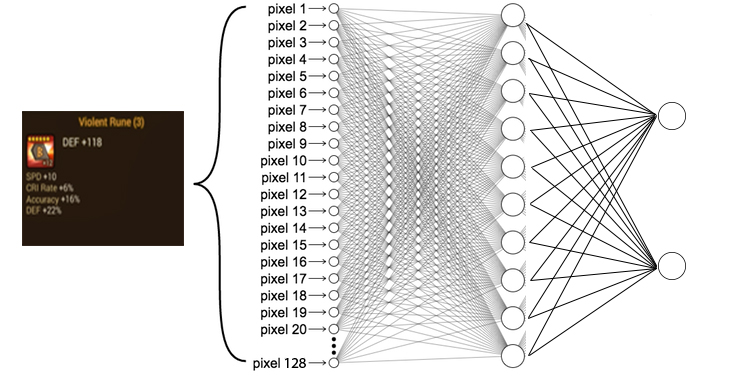 Violent Rune (3)
DEF +118
SPD +10
CRI Rate +6%
Accuracy +16%
DEF +22%
pixel 1
pixel 2
pixel 3
pixel 4
pixel 5
pixel 6
pixel 7
pixel 8
pixel 9
pixel 10
pixel 11
pixel 12
pixel 13
pixel 14
pixel 15
pixel 16
pixel 17
pixel 18
pixel 19
pixel 20
pixel 128